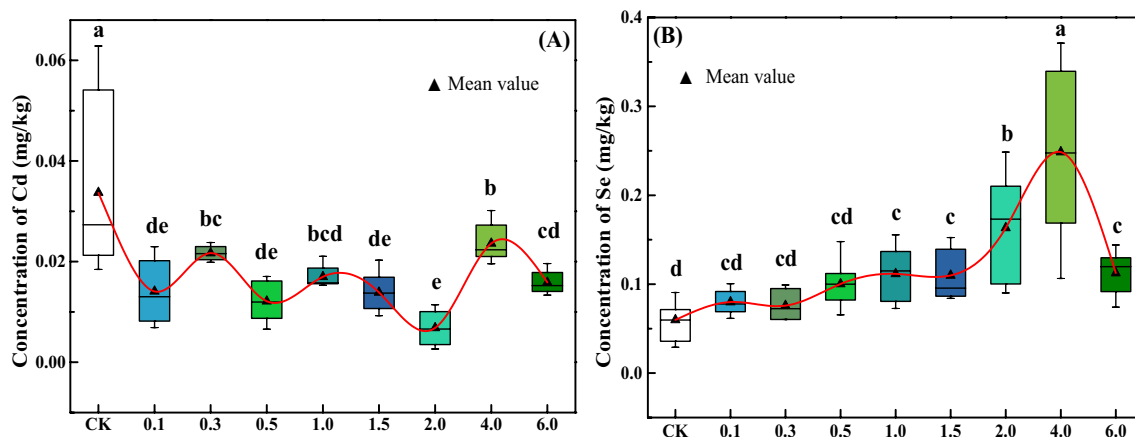 (A)
▲ Mean value
Concentration of Cd (mg/kg)
0.06
0.04
0.02
0.00
a
de
bc
de
bcd
de
e
b
cd
CK 0.1 0.3 0.5 1.0 1.5 2.0 4.0 6.0
(B)
▲ Mean value
Concentration of Se (mg/kg)
0.4
0.3
0.2
0.1
0.0
d
cd
cd
cd
c
c
b
a
c
CK 0.1 0.3 0.5 1.0 1.5 2.0 4.0 6.0